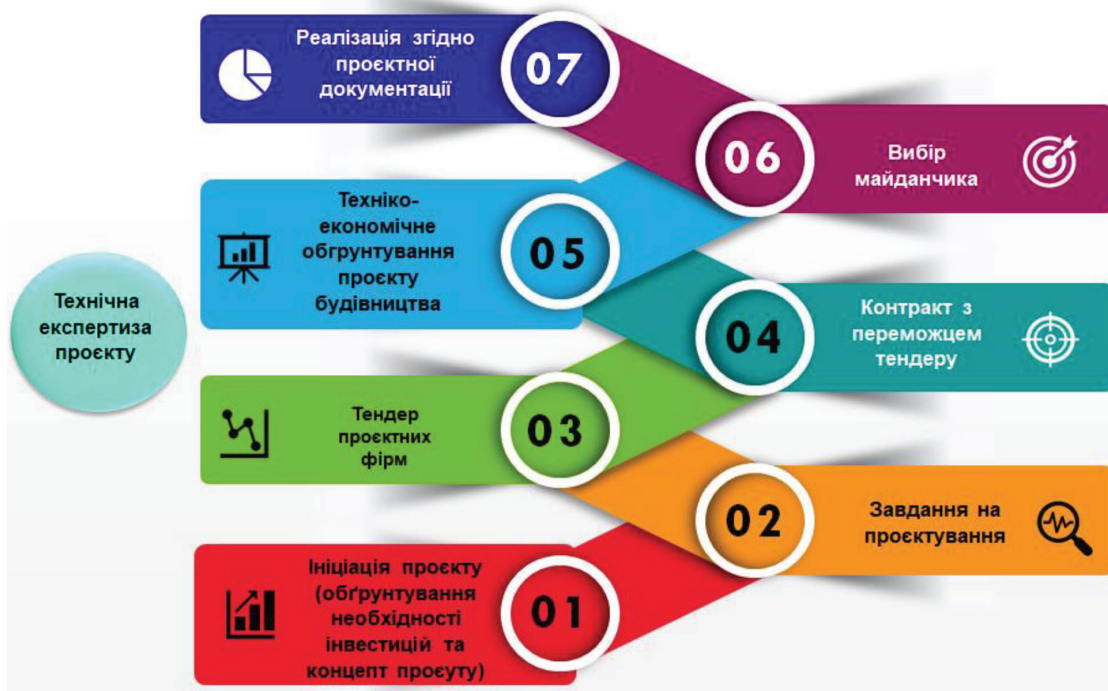 Реалізація згідно
проєктної
документації
07
06
Вибір
майданчика
Техніко-
економічне
обгрунтування
проєкту
будівництва
05
Технічна
експертиза
проєкту
04
Контракт з
переможцем
тендеру
Тендер
проєктних
фірм
03
02
Завдання на
проєктування
Ініціація проєкту
(обґрунтування
необхідності
інвестицій та
концепт проєуту)
01